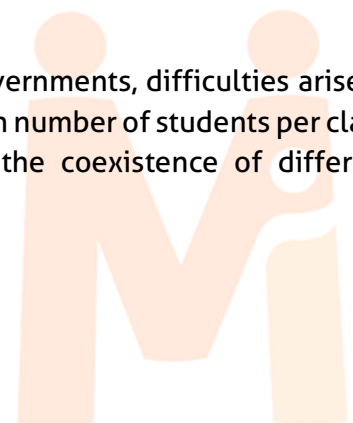 vernments, difficulties arise
n number of students per cla
the coexistence of differ